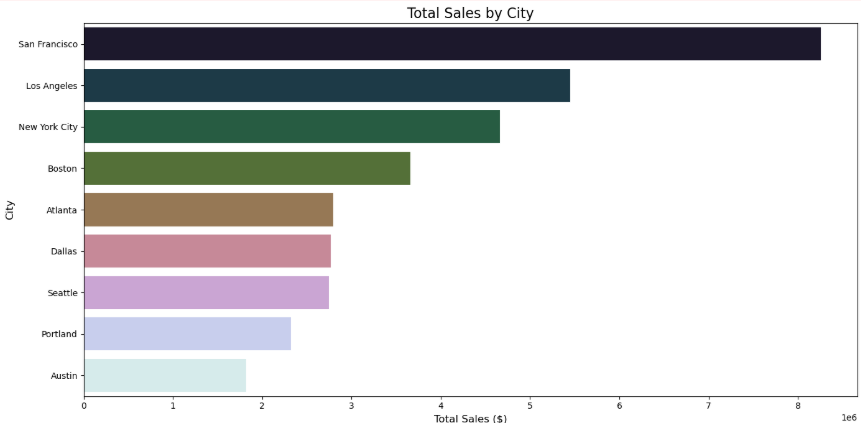 Total Sales by City
San Francisco
Los Angeles
New York City
Boston
Atlanta
Dallas
Seattle
Portland
Austin
City
0 1 2 3 4 5 6 7 8
1e6
Total Sales ($)